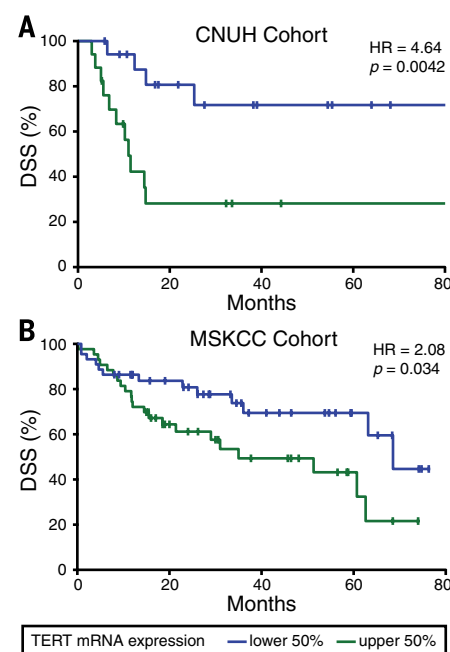 A
CNUH Cohort
HR = 4.64
p = 0.0042
100
80
60
40
20
0
DSS (%)
0 20 40 60 80
Months
B
MSKCC Cohort
HR = 2.08
p = 0.034
100
80
60
40
20
0
DSS (%)
0 20 40 60 80
Months
TERT mRNA expression lower 50% upper 50%